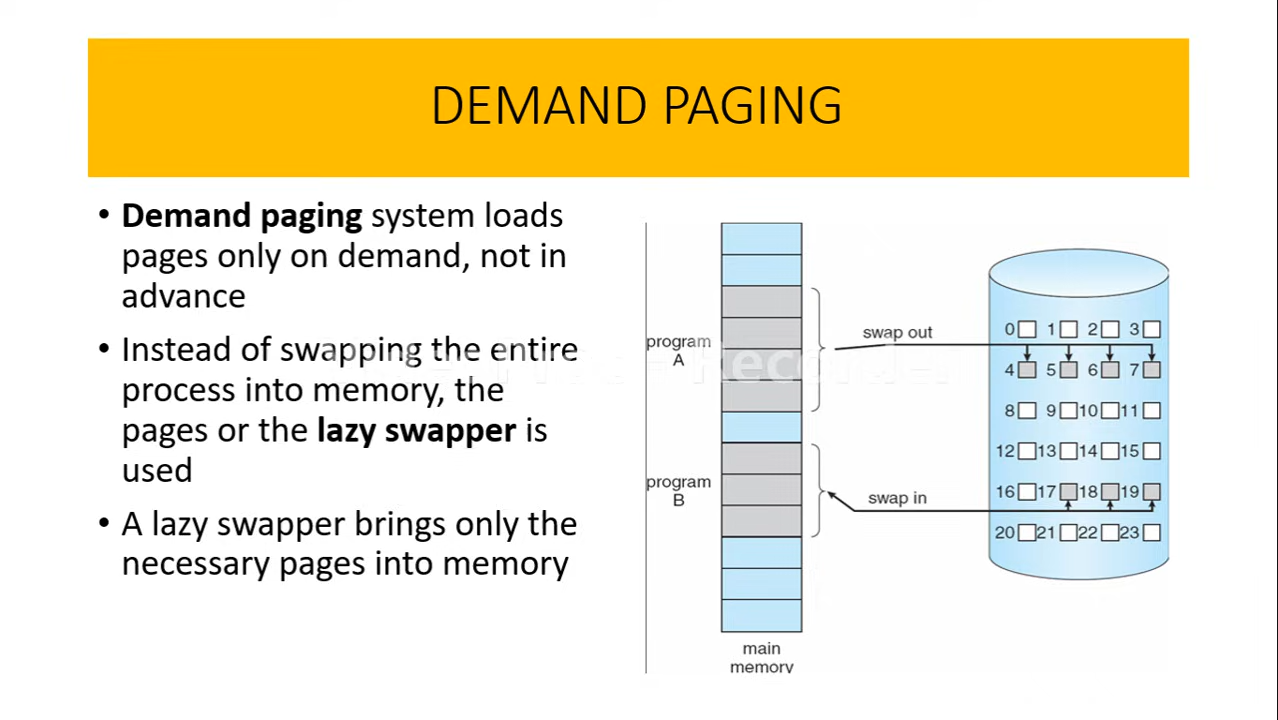 DEMAND PAGING
• Demand paging system loads
pages only on demand, not in
advance
• Instead of swapping the entire
process into memory, the
pages or the lazy swapper is
used
• A lazy swapper brings only the
necessary pages into memory
program
A
program
B
main
memory
swap out
swap in
0 1 2 3
4 5 6 7
8 9 10 11
12 13 14 15
16 17 18 19
20 21 22 23